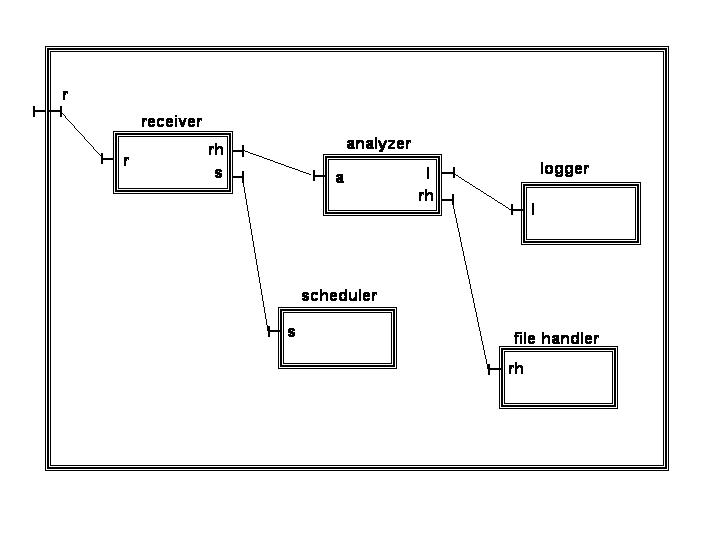 r
receiver
r
rh
s
analyzer
a
l
rh
logger
l
scheduler
s
file handler
rh